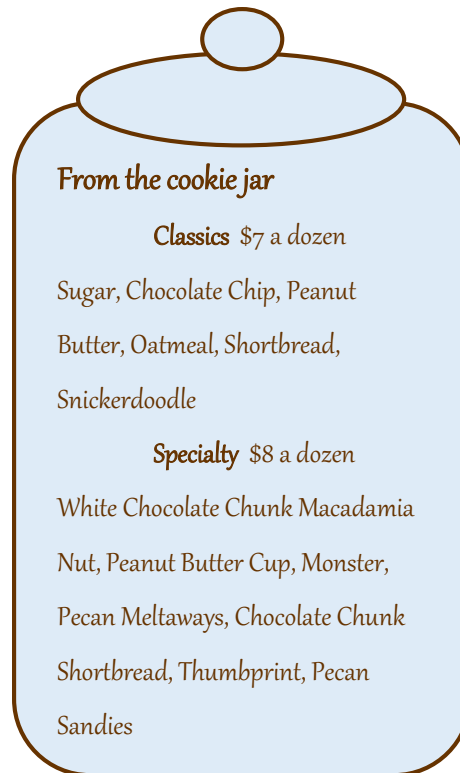 From the cookie jar
Classics $7 a dozen
Sugar, Chocolate Chip, Peanut
Butter, Oatmeal, Shortbread,
Snickerdoodle
Specialty $8 a dozen
White Chocolate Chunk Macadamia
Nut, Peanut Butter Cup, Monster,
Pecan Meltaways, Chocolate Chunk
Shortbread, Thumbprint, Pecan
Sandies